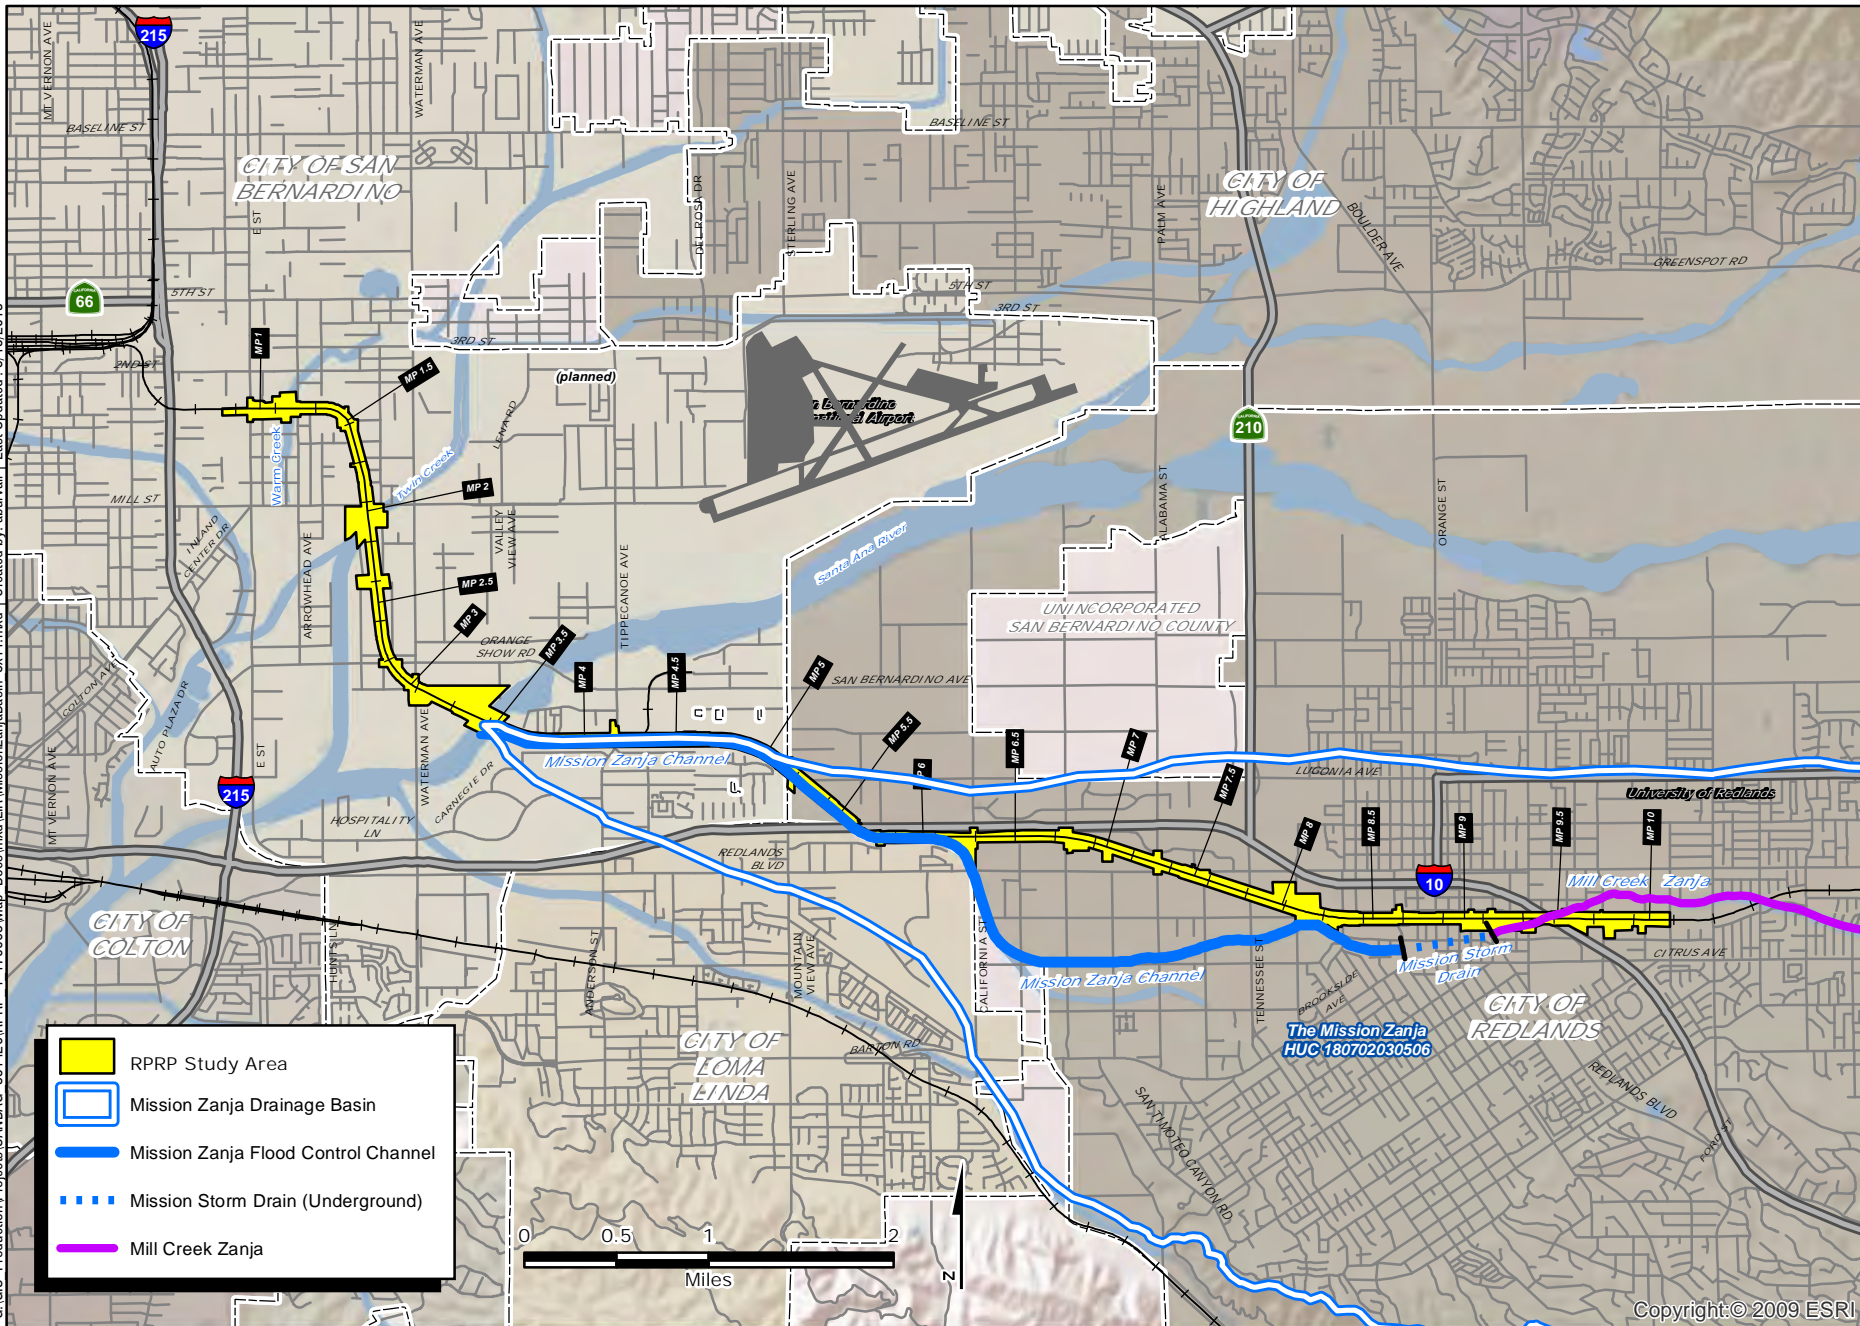 215
MT VERNON AVE
WATERMAN AVE
BASELINE ST
BASELINE ST
CITY OF SAN
BERNARDINO
CITY OF
HIGHLAND
E ST
DEL ROSA DR
STERLING AVE
PALM AVE
BOULDER AVE
GREENSPOT RD
CALIFORNIA
66
5TH ST
5TH ST
3RD ST
3RD ST
2ND ST
MP 1
MP 1.5
(planned)
Airport
CALIFORNIA
210
LENA RD
Warm Creek
Twin Creek
MP 2
MILL ST
INLAND
CENTER DR
ARROWHEAD AVE
VALLEY
VIEW AVE
TIPPECANOE AVE
Santa Ana River
ALABAMA ST
ORANGE ST
MP 2.5
MP 3
ORANGE
SHOW RD
MP 3.5
MP 4
MP 4.5
MP 5
SAN BERNARDINO AVE
UNINCORPORATED
SAN BERNARDINO COUNTY
COLTON AVE
AUTO PLAZA DR
E ST
MT VERNON AVE
WATERMAN AVE
CARNEGIE DR
Mission Zanja Channel
MP 5.5
MP 6.5
MP 7
MP 7.5
LUGONIA AVE
University of Redlands
215
HOSPITALITY
LN
REDLANDS
BLVD
MP 8
MP 8.5
MP 9
MP 9.5
MP 10
10
Mill Creek Zanja
CITY OF
COLTON
HUNTS LN
ANDERSON ST
MOUNTAIN
VIEW AVE
CALIFORNIA ST
Mission Zanja Channel
TENNESSEE ST
BROOKSIDE
AVE
Mission Storm
Drain
CITRUS AVE
CITY OF
REDLANDS
The Mission Zanja
HUC 180702030506
CITY OF
LOMA
LINDA
BARTON RD
SAN TIMOTEO CANYON RD
REDLANDS BLVD
FORD ST
RPRP Study Area
Mission Zanja Drainage Basin
Mission Zanja Flood Control Channel
Mission Storm Drain (Underground)
Mill Creek Zanja
0 0.5 1 2
Miles
N
Copyright:© 2009 ESRI